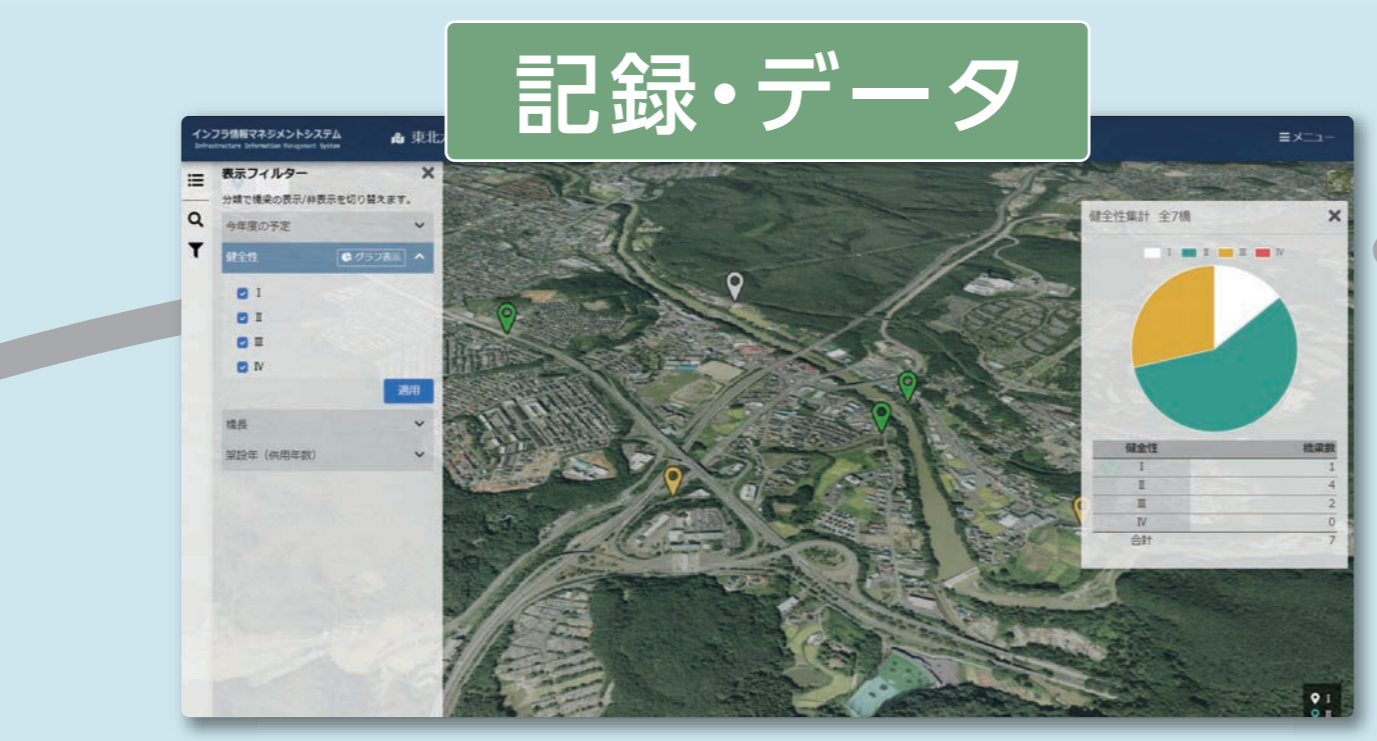 記録・データ
インフラ情報マネジメントシステム
Infrastructure Information Management System
東北
メニュー
表示フィルター
分類で橋梁の表示/非表示を切り替えます。
今年度の予定
健全性
グラフ表示
Ⅰ
Ⅱ
Ⅲ
Ⅳ
適用
橋長
架設年（供用年数）
健全性集計 全7橋
Ⅰ Ⅱ Ⅲ Ⅳ
健全性 橋梁数
Ⅰ 1
Ⅱ 4
Ⅲ 2
Ⅳ 0
合計 7
Ⅰ
Ⅱ